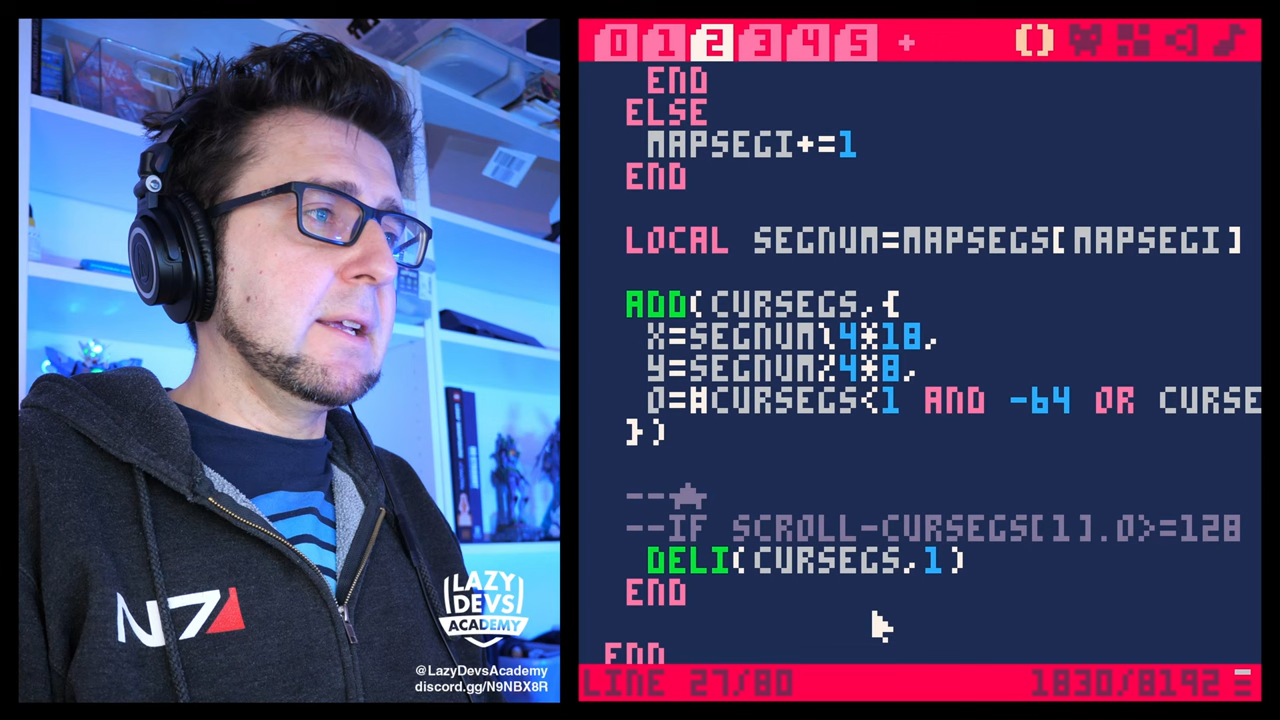 0 1 2 3 4 5 +
END
ELSE
MAPSEGI+=1
END
LOCAL SEGNUM=MAPSEGS[MAPSEGI]
ADD(CURSEGS,{
X=SEGNUM\4*18,
Y=SEGNUM%4*8,
O=#CURSEGS<1 AND -64 OR CURSE
})
--
--IF SCROLL-CURSEGS[1].O>=128
DELI(CURSEGS,1)
END
END
LINE 27/80 1830/8192
N7
LAZY
DEVS
ACADEMY
@LazyDevsAcademy
discord.gg/N9NBX8R